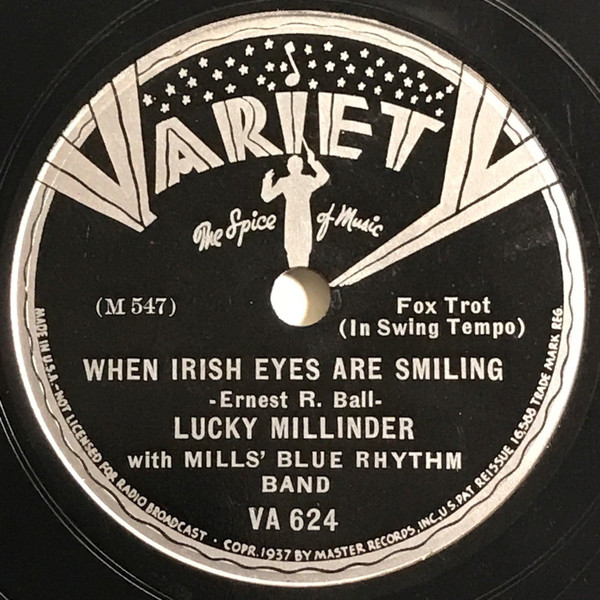 VARIETY
The Spice of Music
(M 547)
Fox Trot
(In Swing Tempo)
WHEN IRISH EYES ARE SMILING
-Ernest R. Ball-
LUCKY MILLINDER
with MILLS' BLUE RHYTHM
BAND
VA 624
MADE IN U.S.A.-NOT LICENSED FOR RADIO BROADCAST · COPR. 1937 BY MASTER RECORDS, INC, U.S. PAT REISSUE 16,588 TRADE MARK REG.